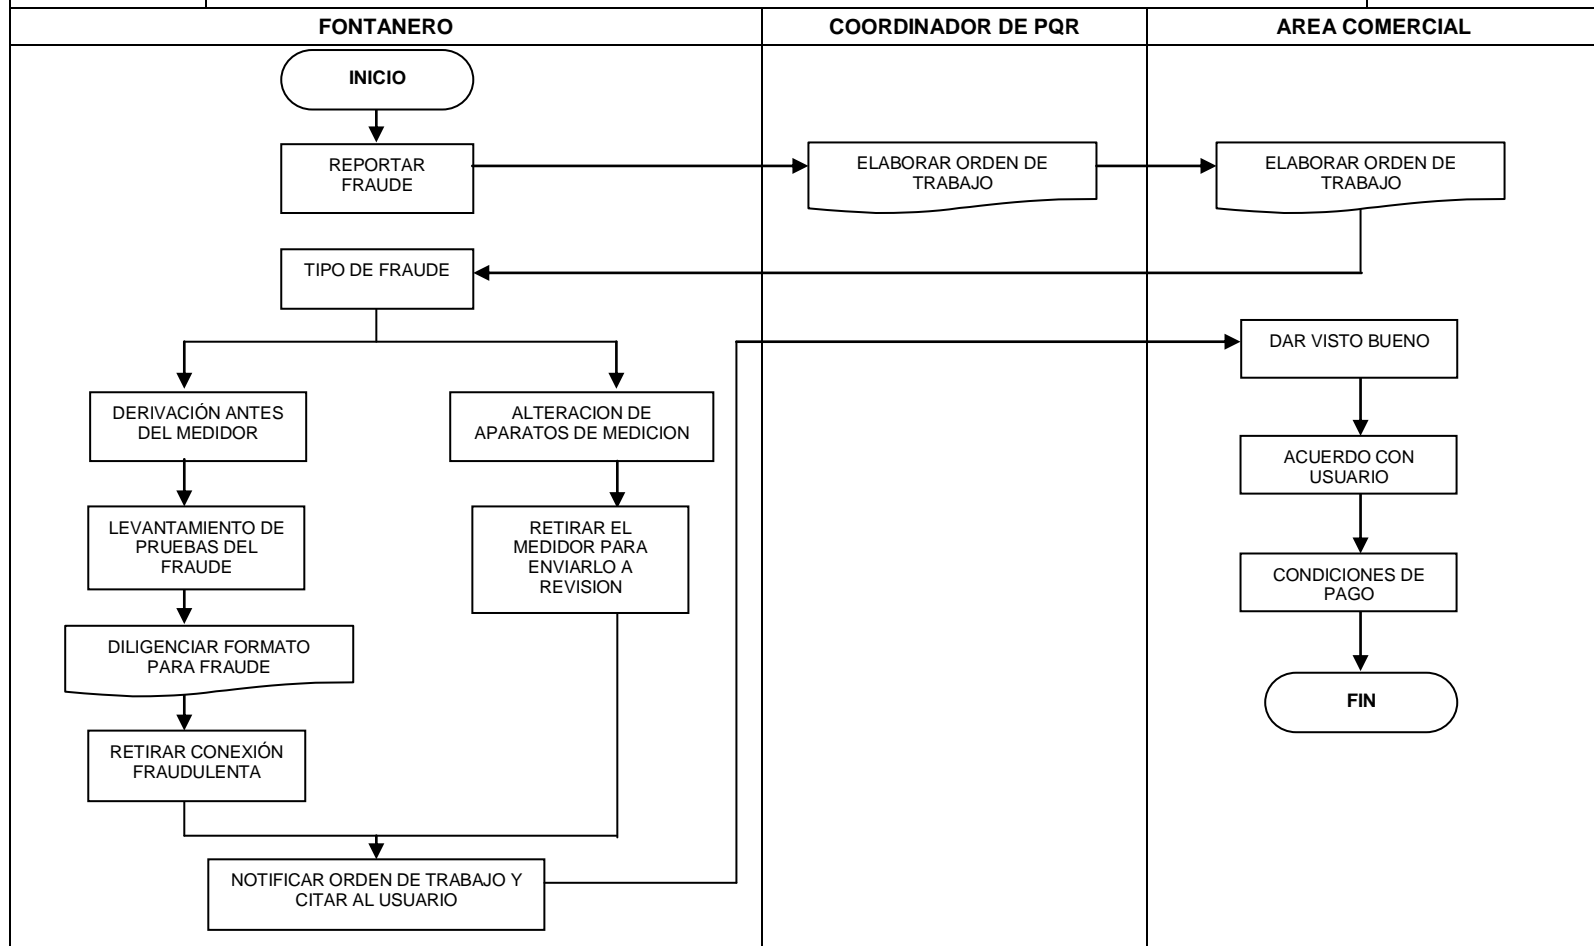 FONTANERO
COORDINADOR DE PQR
AREA COMERCIAL
INICIO
REPORTAR
FRAUDE
ELABORAR ORDEN DE
TRABAJO
ELABORAR ORDEN DE
TRABAJO
TIPO DE FRAUDE
DAR VISTO BUENO
DERIVACIÓN ANTES
DEL MEDIDOR
ALTERACION DE
APARATOS DE MEDICION
ACUERDO CON
USUARIO
LEVANTAMIENTO DE
PRUEBAS DEL
FRAUDE
RETIRAR EL
MEDIDOR PARA
ENVIARLO A
REVISION
CONDICIONES DE
PAGO
DILIGENCIAR FORMATO
PARA FRAUDE
FIN
RETIRAR CONEXIÓN
FRAUDULENTA
NOTIFICAR ORDEN DE TRABAJO Y
CITAR AL USUARIO